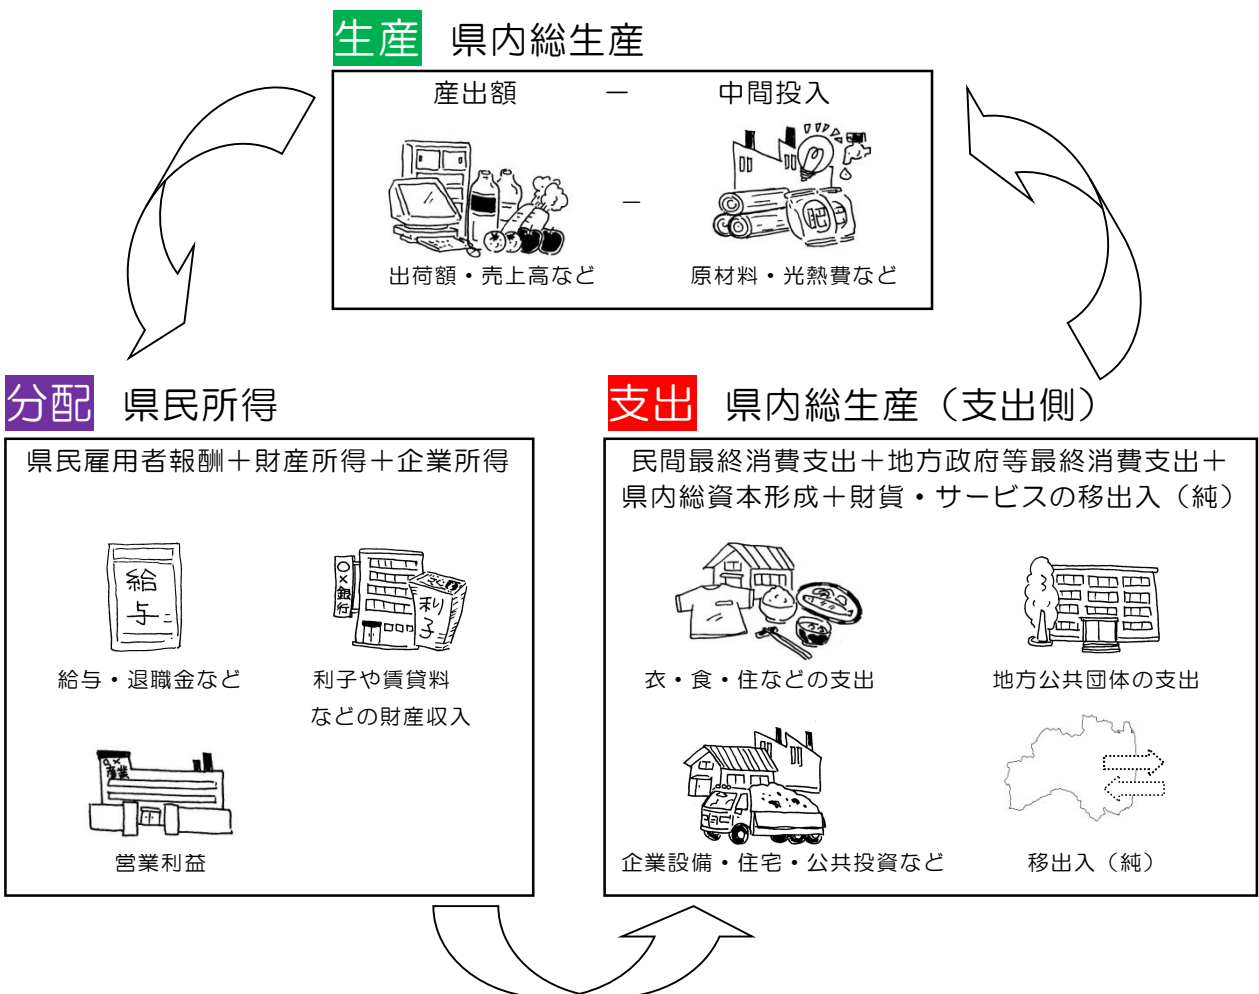 生産 県内総生産
産出額 － 中間投入
－
出荷額・売上高など 原材料・光熱費など
分配 県民所得
県民雇用者報酬＋財産所得＋企業所得
給与
○×銀行
利子
給与・退職金など 利子や賃貸料
などの財産収入
○×産業
営業利益
支出 県内総生産（支出側）
民間最終消費支出＋地方政府等最終消費支出＋
県内総資本形成＋財貨・サービスの移出入（純）
衣・食・住などの支出 地方公共団体の支出
企業設備・住宅・公共投資など 移出入（純）